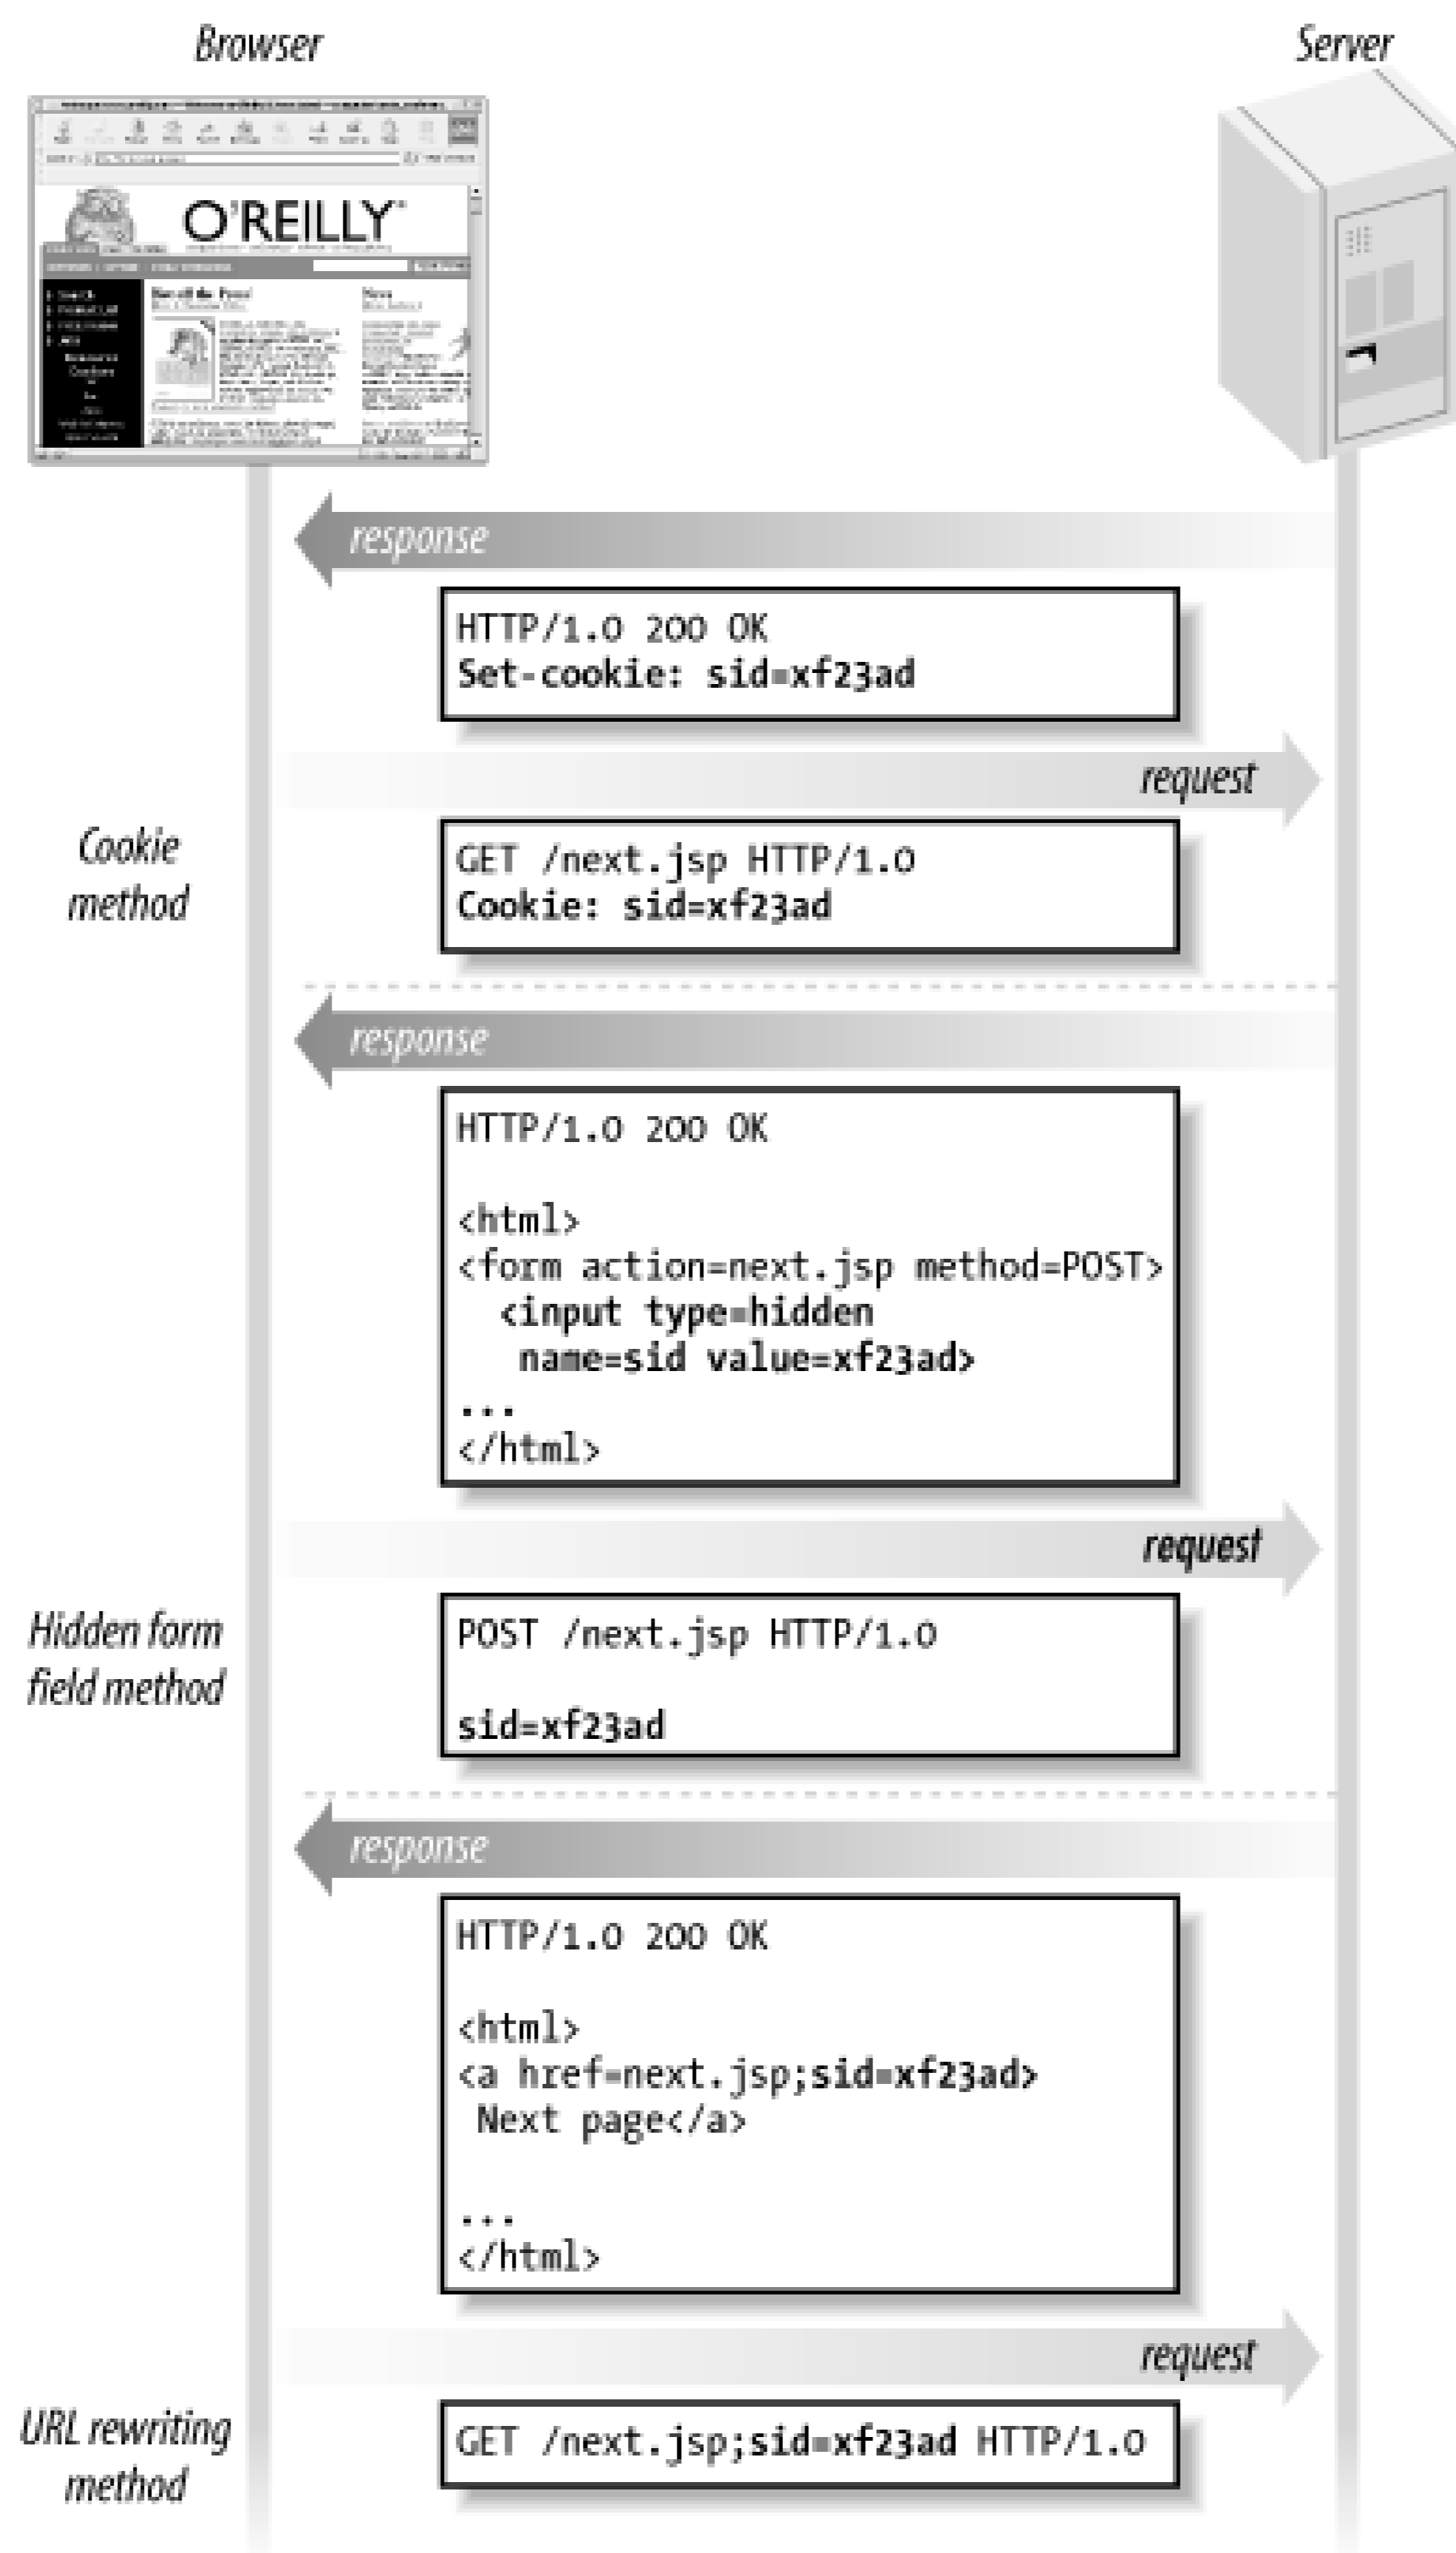 Browser
Server
O'REILLY
response
HTTP/1.0 200 OK
Set-cookie: sid=xf23ad
request
Cookie
method
GET /next.jsp HTTP/1.0
Cookie: sid=xf23ad
response
HTTP/1.0 200 OK
<html>
<form action=next.jsp method=POST>
<input type=hidden
name=sid value=xf23ad>
...
</html>
request
Hidden form
field method
POST /next.jsp HTTP/1.0
sid=xf23ad
response
HTTP/1.0 200 OK
<html>
<a href=next.jsp;sid=xf23ad>
Next page</a>
...
</html>
request
URL rewriting
method
GET /next.jsp;sid=xf23ad HTTP/1.0